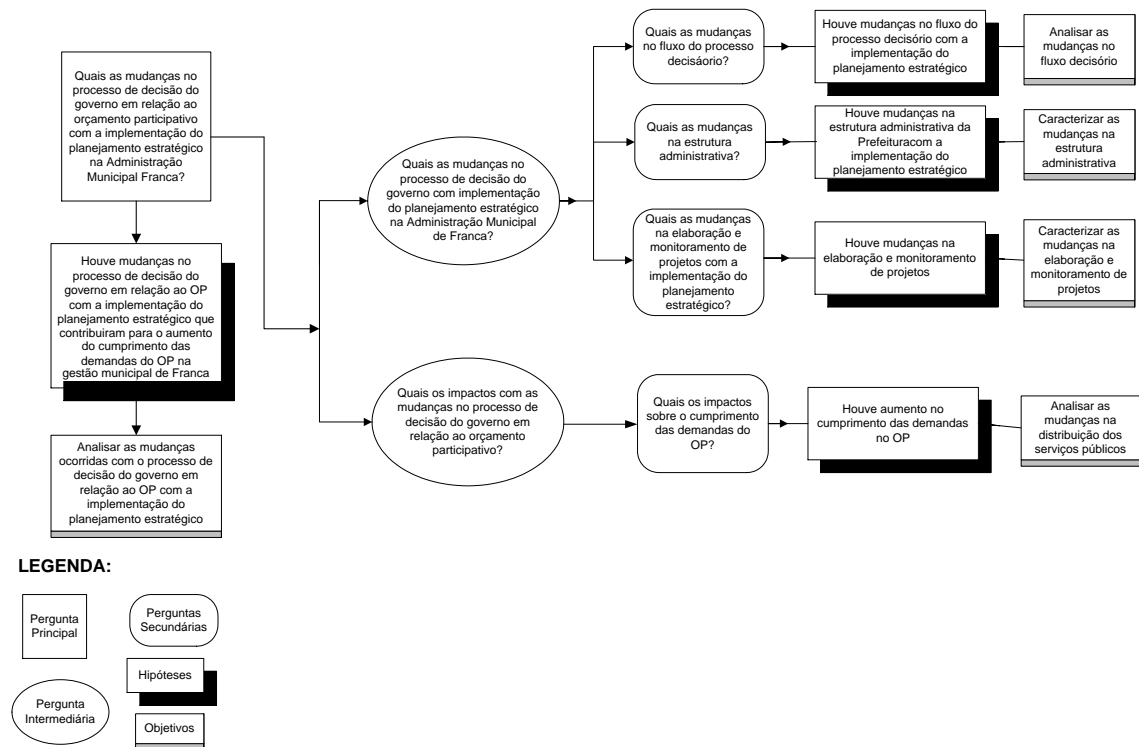 Quais as mudanças no
processo de decisão do
governo em relação ao
orçamento participativo
com a implementação do
planejamento estratégico
na Administração
Municipal Franca?
Houve mudanças no
processo de decisão do
governo em relação ao OP
com a implementação do
planejamento estratégico que
contribuiram para o aumento
do cumprimento das
demandas do OP na
gestão municipal de Franca
Analisar as mudanças
ocorridas com o processo de
decisão do governo em
relação ao OP com a
implementação do
planejamento estratégico
Quais as mudanças no
processo de decisão do
governo com implementação
do planejamento estratégico
na Administração Municipal
de Franca?
Quais as mudanças
no fluxo do processo
decisáorio?
Houve mudanças no fluxo do
processo decisório com a
implementação do
planejamento estratégico
Analisar as
mudanças no
fluxo decisório
Quais as mudanças
na estrutura
administrativa?
Houve mudanças na
estrutura administrativa da
Prefeituracom a
implementação do
planejamento estratégico
Caracterizar as
mudanças na
estrutura
administrativa
Quais as mudanças
na elaboração e
monitoramento de
projetos com a
implementação do
planejamento
estratégico?
Houve mudanças na
elaboração e monitoramento
de projetos
Caracterizar as
mudanças na
elaboração e
monitoramento de
projetos
Quais os impactos com as
mudanças no processo de
decisão do governo em
relação ao orçamento
participativo?
Quais os impactos
sobre o cumprimento
das demandas do
OP?
Houve aumento no
cumprimento das demandas
no OP
Analisar as
mudanças na
distribuição dos
serviços públicos
LEGENDA:
Pergunta
Principal
Perguntas
Secundárias
Hipóteses
Pergunta
Intermediária
Objetivos